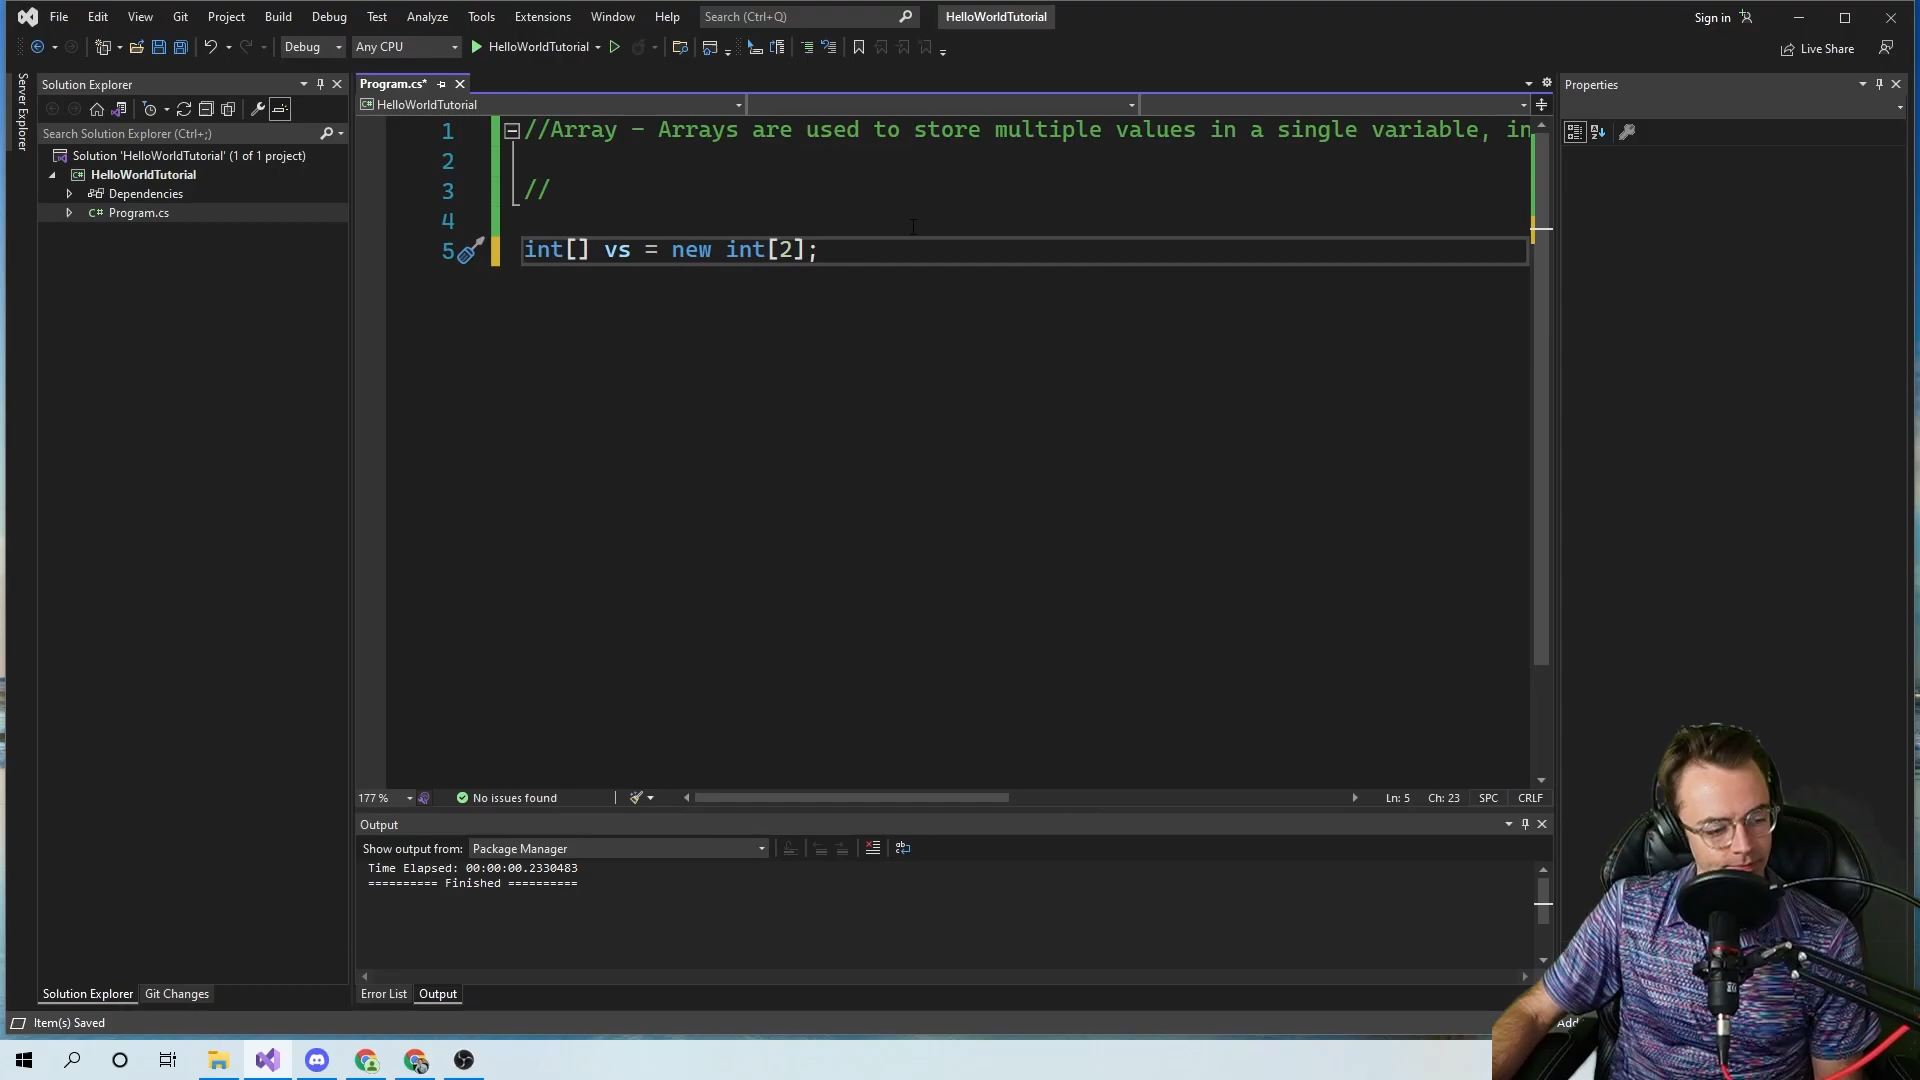 File Edit View Git Project Build Debug Test Analyze Tools Extensions Window Help Search (Ctrl+Q) HelloWorldTutorial Sign in
Debug Any CPU HelloWorldTutorial Live Share
Server Explorer
Solution Explorer
Search Solution Explorer (Ctrl+;)
Solution 'HelloWorldTutorial' (1 of 1 project)
HelloWorldTutorial
Dependencies
C# Program.cs
Solution Explorer Git Changes
Program.cs*
HelloWorldTutorial
1 //Array - Arrays are used to store multiple values in a single variable, in
2
3 //
4
5 int[] vs = new int[2];
177 % No issues found Ln: 5 Ch: 23 SPC CRLF
Output
Show output from: Package Manager
Time Elapsed: 00:00:00.2330483
========== Finished ==========
Error List Output
Properties
Item(s) Saved
Add